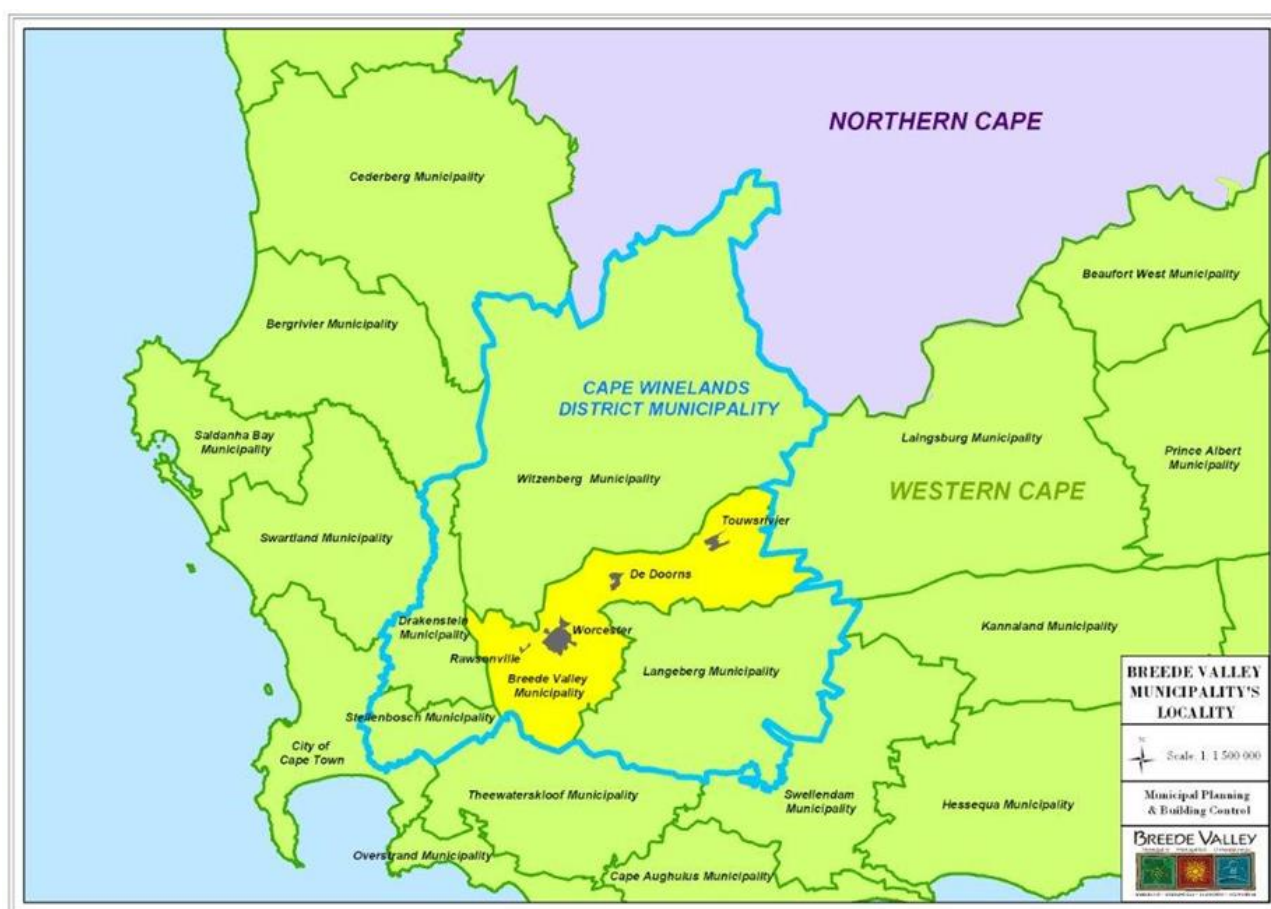 NORTHERN CAPE
Cederberg Municipality
Beaufort West Municipality
Bergrivier Municipality
CAPE WINELANDS
DISTRICT MUNICIPALITY
Saldanha Bay
Municipality
Laingsburg Municipality
Prince Albert
Municipality
Witzenberg Municipality
WESTERN CAPE
Touwsrivier
Swartland Municipality
De Doorns
Drakenstein
Municipality
Worcester
Kannaland Municipality
Rawsonville
Breede Valley
Municipality
Langeberg Municipality
Stellenbosch Municipality
City of
Cape Town
Theewaterskloof Municipality
Swellendam
Municipality
Hessequa Municipality
Overstrand Municipality
Cape Aughulus Municipality
BREEDE VALLEY
MUNICIPALITY'S
LOCALITY
N
Scale 1: 1 500 000
Municipal Planning
& Building Control
BREEDE VALLEY